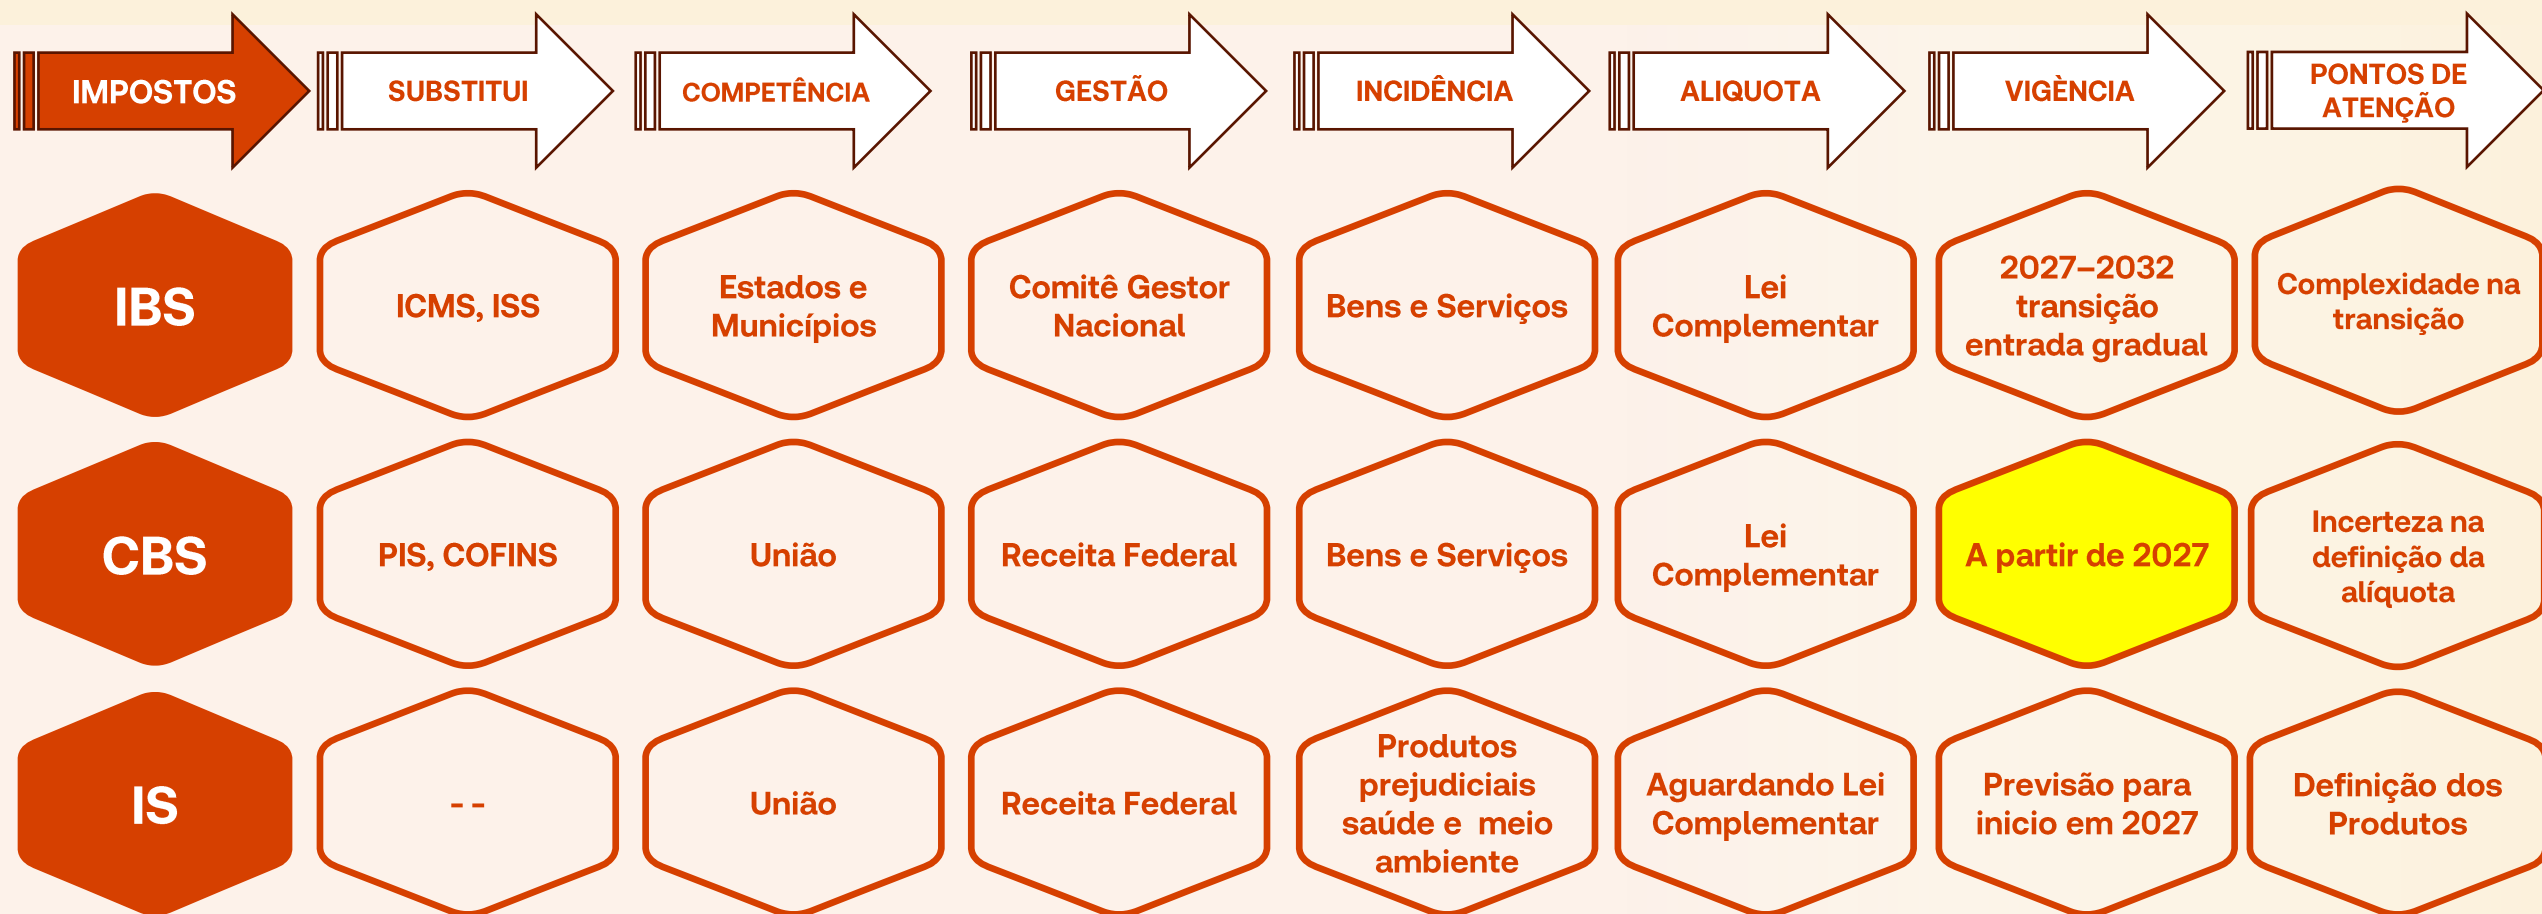 IMPOSTOS
SUBSTITUI
COMPETÊNCIA
GESTÃO
INCIDÊNCIA
ALIQUOTA
VIGÈNCIA
PONTOS DE
ATENÇÃO
IBS
ICMS, ISS
Estados e
Municípios
Comitê Gestor
Nacional
Bens e Serviços
Lei
Complementar
2027–2032
transição
entrada gradual
Complexidade na
transição
CBS
PIS, COFINS
União
Receita Federal
Bens e Serviços
Lei
Complementar
A partir de 2027
Incerteza na
definição da
alíquota
IS
- -
União
Receita Federal
Produtos
prejudiciais
saúde e  meio
ambiente
Aguardando Lei
Complementar
Previsão para
inicio em 2027
Definição dos
Produtos